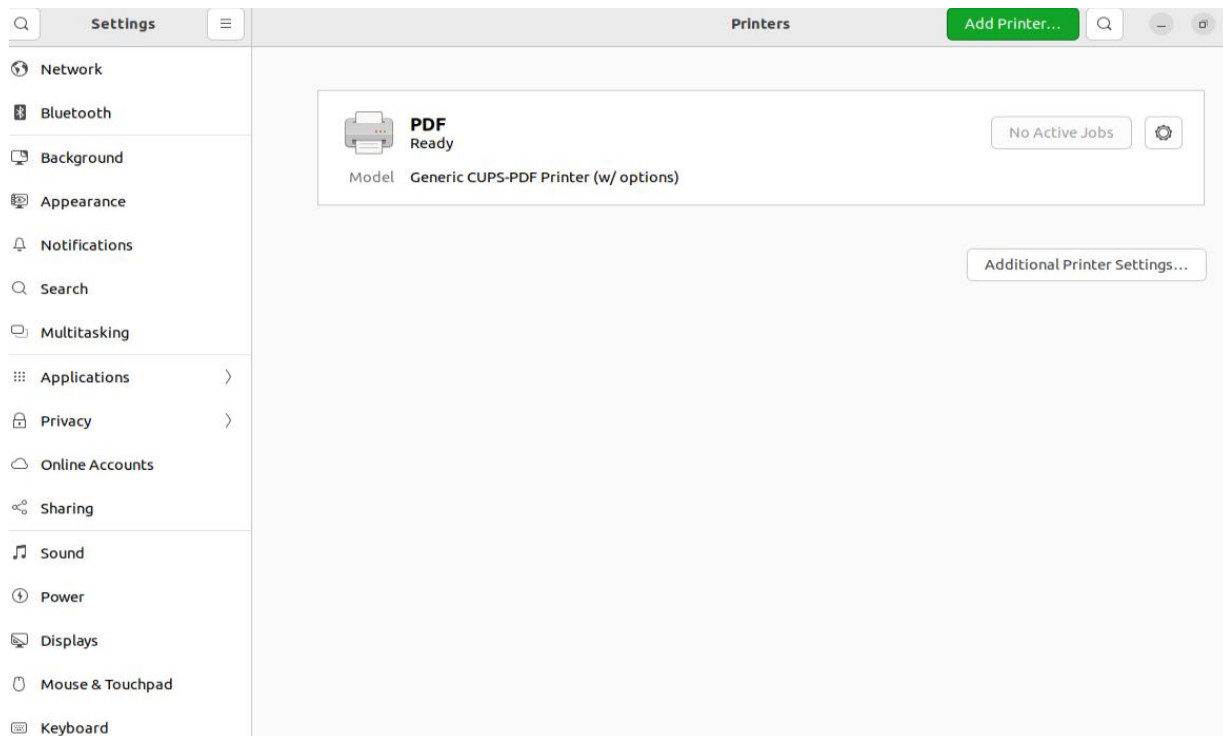 Settings
Printers
Add Printer...
Network
Bluetooth
Background
Appearance
Notifications
Search
Multitasking
Applications
Privacy
Online Accounts
Sharing
Sound
Power
Displays
Mouse & Touchpad
Keyboard
PDF
Ready
No Active Jobs
Model Generic CUPS-PDF Printer (w/ options)
Additional Printer Settings...